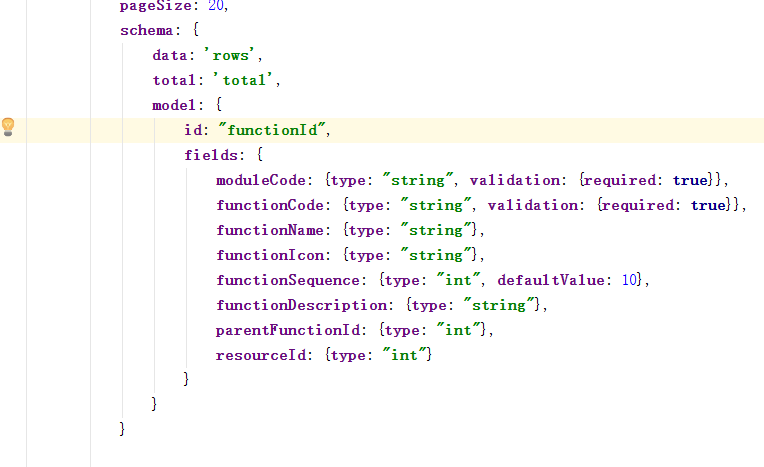 pageSize: 20,
schema: {
data: 'rows',
total: 'total',
model: {
id: "functionId",
fields: {
moduleCode: {type: "string", validation: {required: true}},
functionCode: {type: "string", validation: {required: true}},
functionName: {type: "string"},
functionIcon: {type: "string"},
functionSequence: {type: "int", defaultValue: 10},
functionDescription: {type: "string"},
parentFunctionId: {type: "int"},
resourceId: {type: "int"}
}
}
}